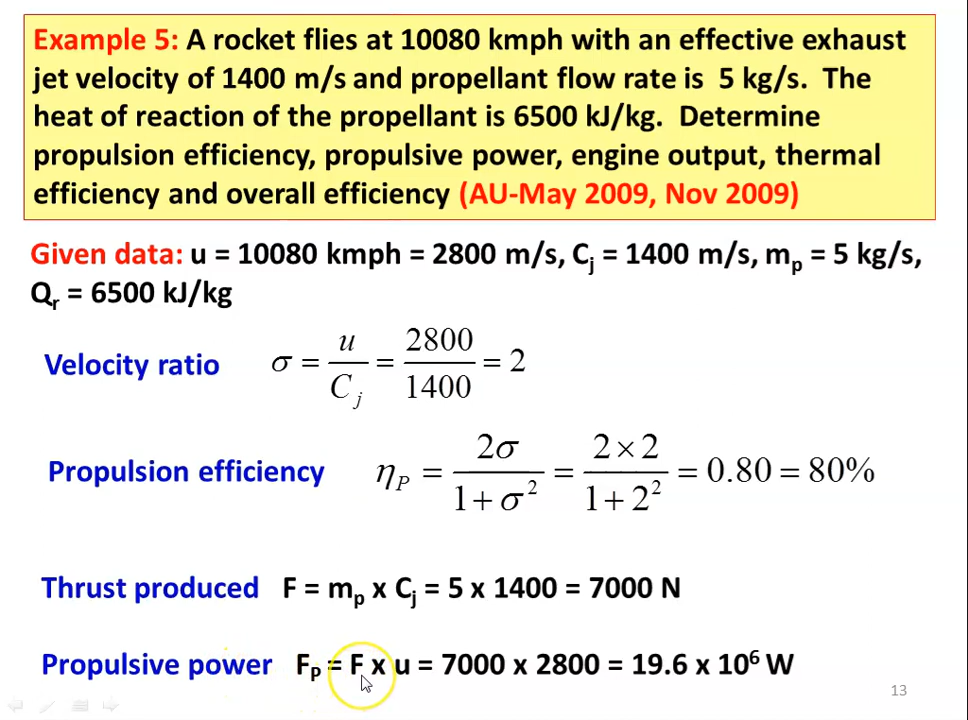 Example 5: A rocket flies at 10080 kmph with an effective exhaust
jet velocity of 1400 m/s and propellant flow rate is 5 kg/s. The
heat of reaction of the propellant is 6500 kJ/kg. Determine
propulsion efficiency, propulsive power, engine output, thermal
efficiency and overall efficiency (AU-May 2009, Nov 2009)
Given data: u = 10080 kmph = 2800 m/s, Cj = 1400 m/s, mp = 5 kg/s,
Qr = 6500 kJ/kg
Velocity ratio σ = u / Cj = 2800 / 1400 = 2
Propulsion efficiency ηP = 2σ / 1 + σ² = 2 × 2 / 1 + 2² = 0.80 = 80%
Thrust produced F = mp x Cj = 5 x 1400 = 7000 N
Propulsive power FP = F x u = 7000 x 2800 = 19.6 x 10⁶ W
13